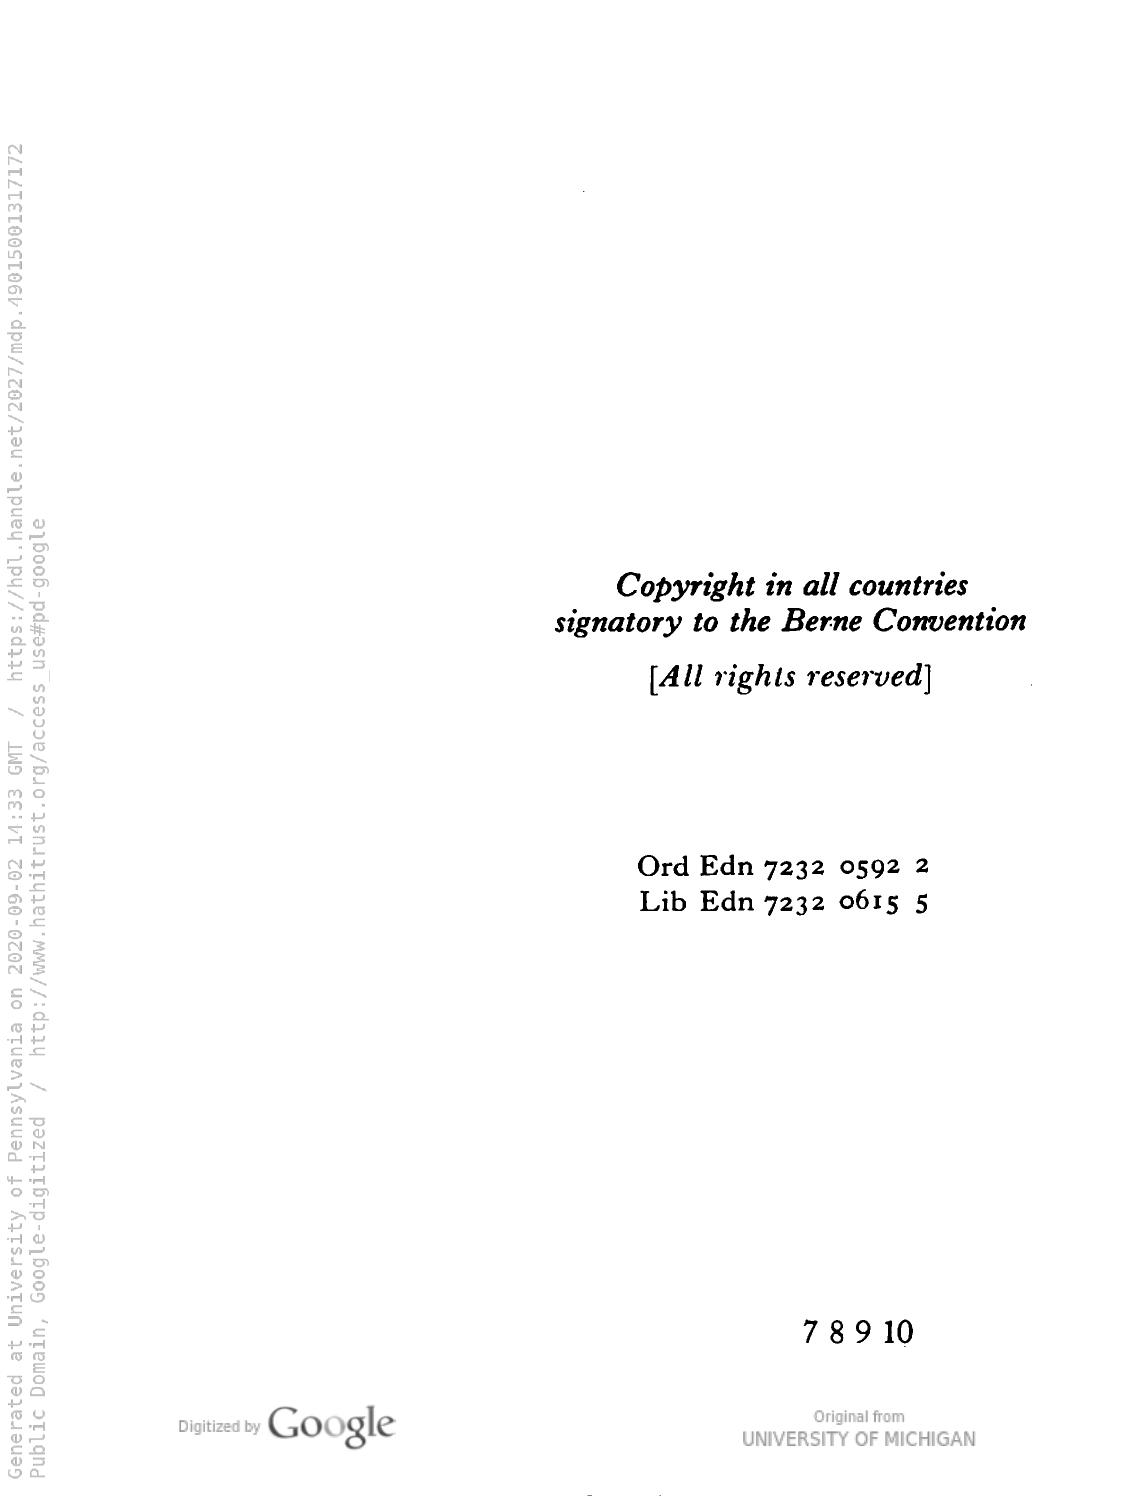 Copyright in all countries
signatory to the Berne Convention
[All rights reserved]
Ord Edn 7232 0592 2
Lib Edn 7232 0615 5
7 8 9 10
Digitized by Google
Original from
UNIVERSITY OF MICHIGAN
Generated at University of Pennsylvania on 2020-09-02 14:33 GMT / https://hdl.handle.net/2027/mdp.49015001317172
Public Domain, Google-digitized / http://www.hathitrust.org/access_use#pd-google